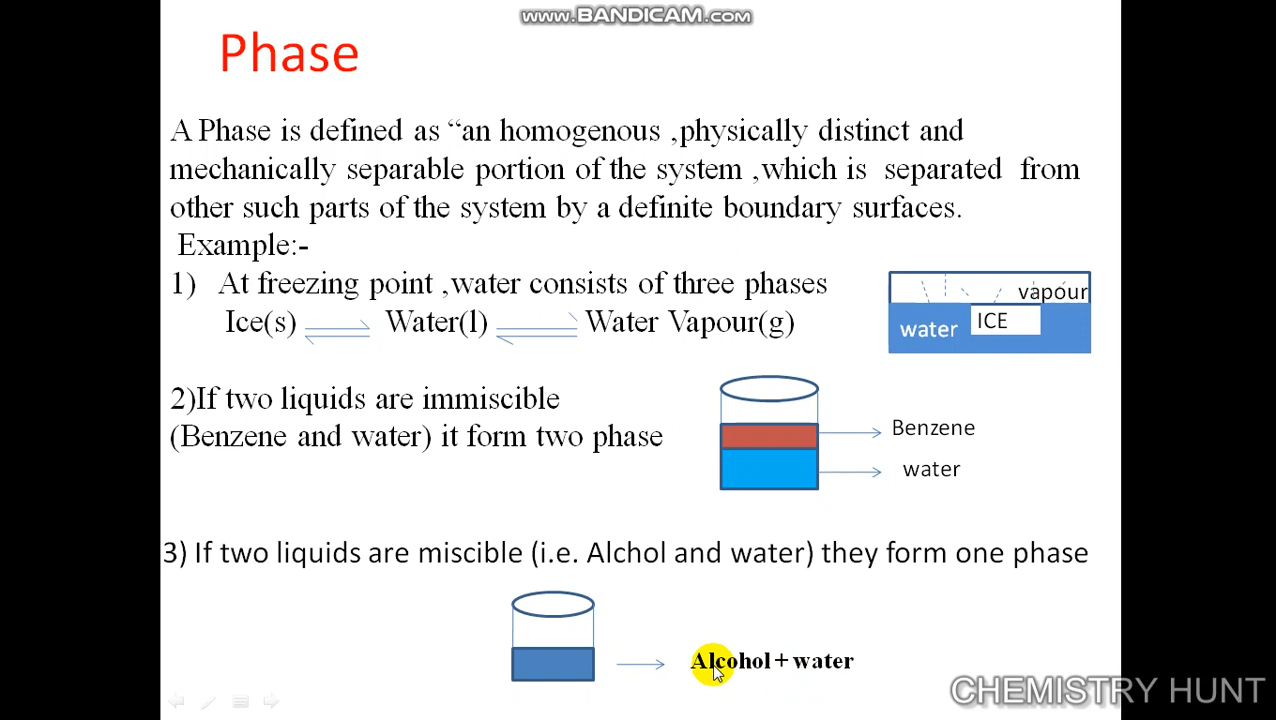 www.BANDICAM.com
Phase
A Phase is defined as “an homogenous ,physically distinct and
mechanically separable portion of the system ,which is separated from
other such parts of the system by a definite boundary surfaces.
Example:-
1) At freezing point ,water consists of three phases
Ice(s) Water(l) Water Vapour(g)
vapour
water ICE
2)If two liquids are immiscible
(Benzene and water) it form two phase
Benzene
water
3) If two liquids are miscible (i.e. Alchol and water) they form one phase
Alcohol + water
CHEMISTRY HUNT